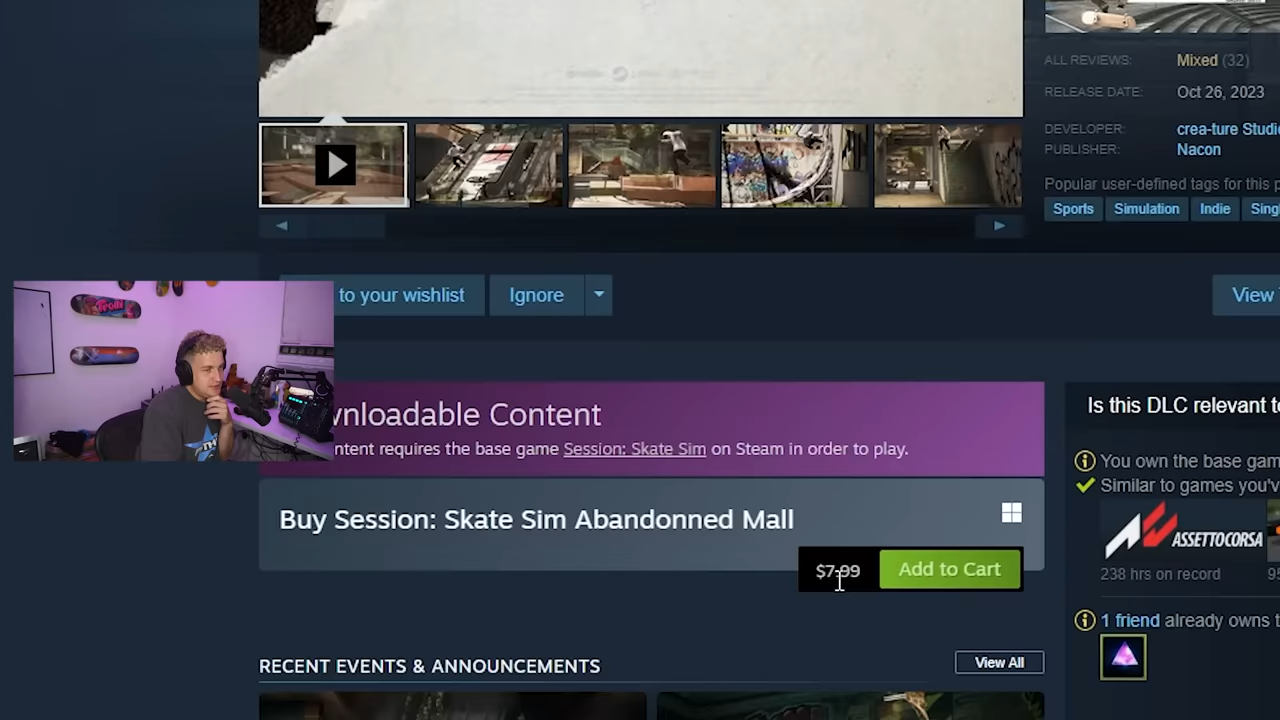 ALL REVIEWS: Mixed (32)
RELEASE DATE: Oct 26, 2023
DEVELOPER: crea-ture Studi
PUBLISHER: Nacon
Popular user-defined tags for this p
Sports Simulation Indie Sing
to your wishlist Ignore View
wnloadable Content
ntent requires the base game Session: Skate Sim on Steam in order to play.
Buy Session: Skate Sim Abandonned Mall
$7.99 Add to Cart
RECENT EVENTS & ANNOUNCEMENTS View All
Is this DLC relevant t
You own the base gam
Similar to games you'v
ASSETTO CORSA
238 hrs on record 95
1 friend already owns t